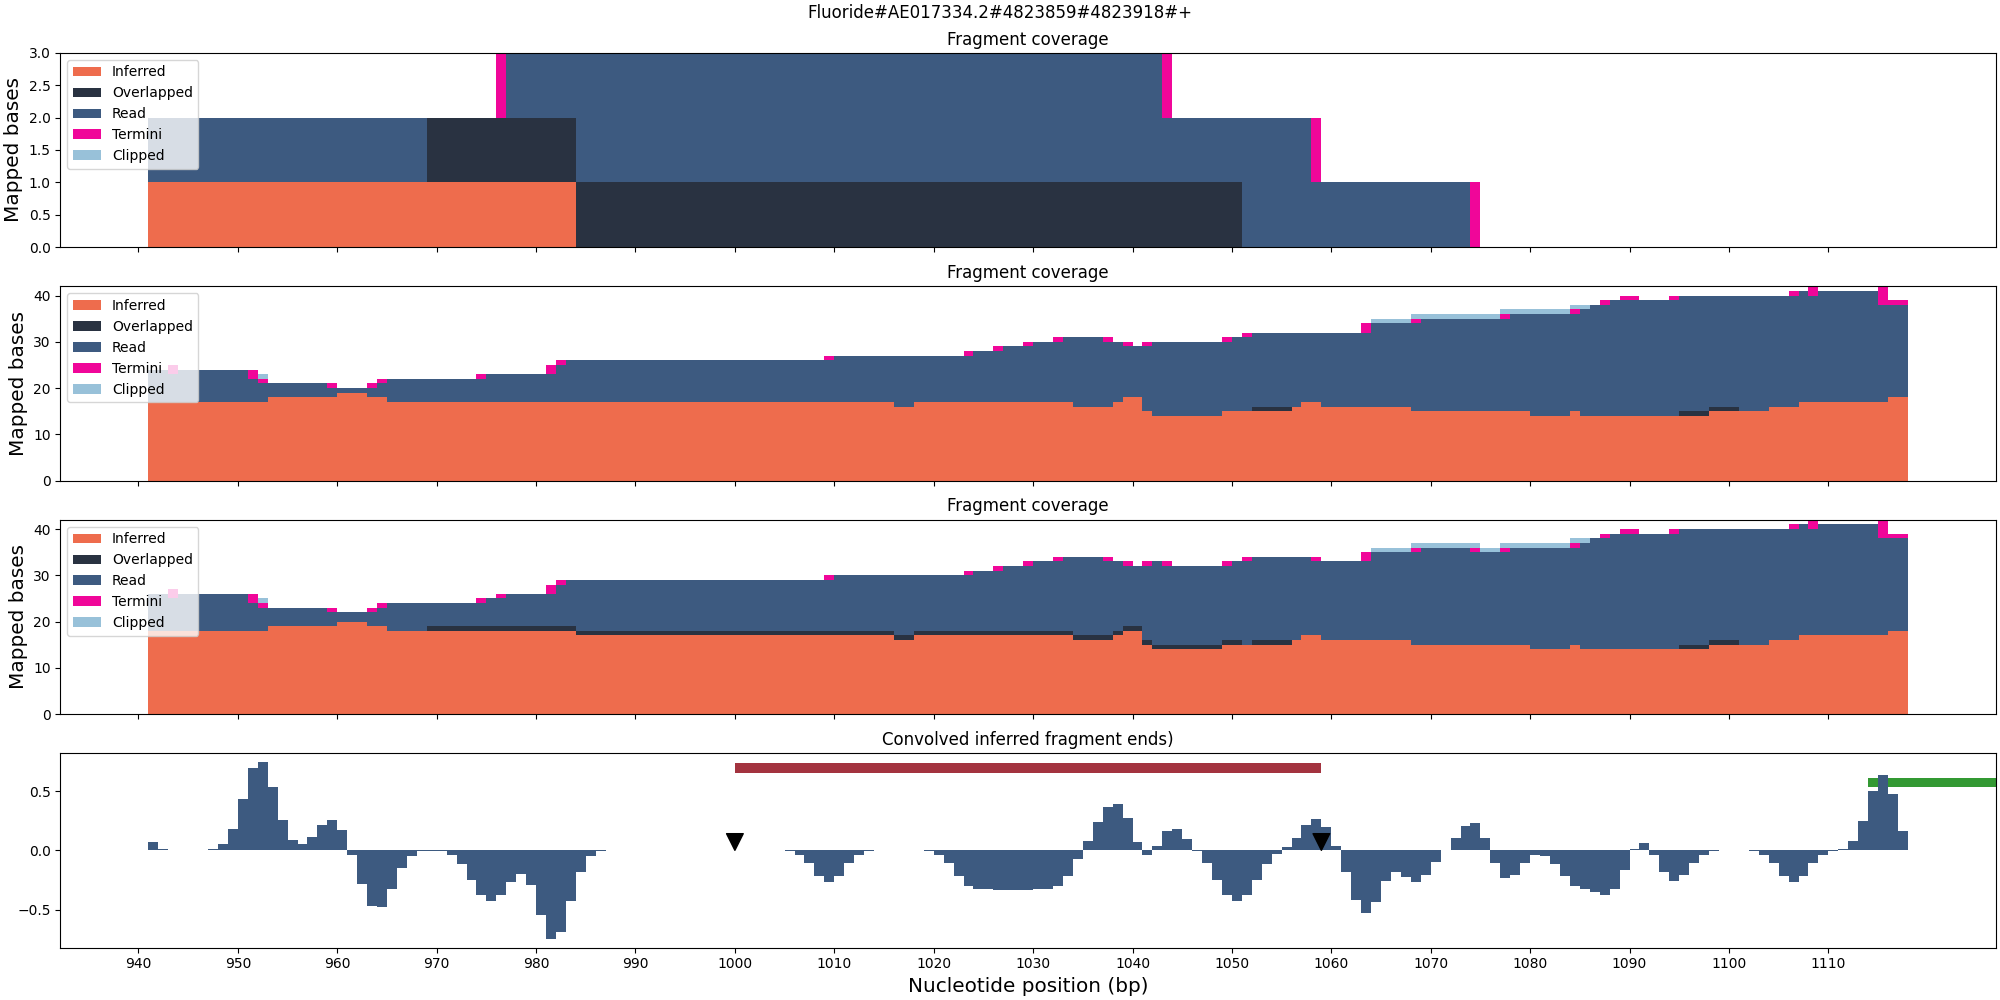 Fluoride#AE017334.2#4823859#4823918#+
Fragment coverage
Mapped bases
3.0
2.5
2.0
1.5
1.0
0.5
0.0
Inferred
Overlapped
Read
Termini
Clipped
Fragment coverage
Mapped bases
40
30
20
10
0
Inferred
Overlapped
Read
Termini
Clipped
Fragment coverage
Mapped bases
40
30
20
10
0
Inferred
Overlapped
Read
Termini
Clipped
Convolved inferred fragment ends)
0.5
0.0
−0.5
940 950 960 970 980 990 1000 1010 1020 1030 1040 1050 1060 1070 1080 1090 1100 1110
Nucleotide position (bp)